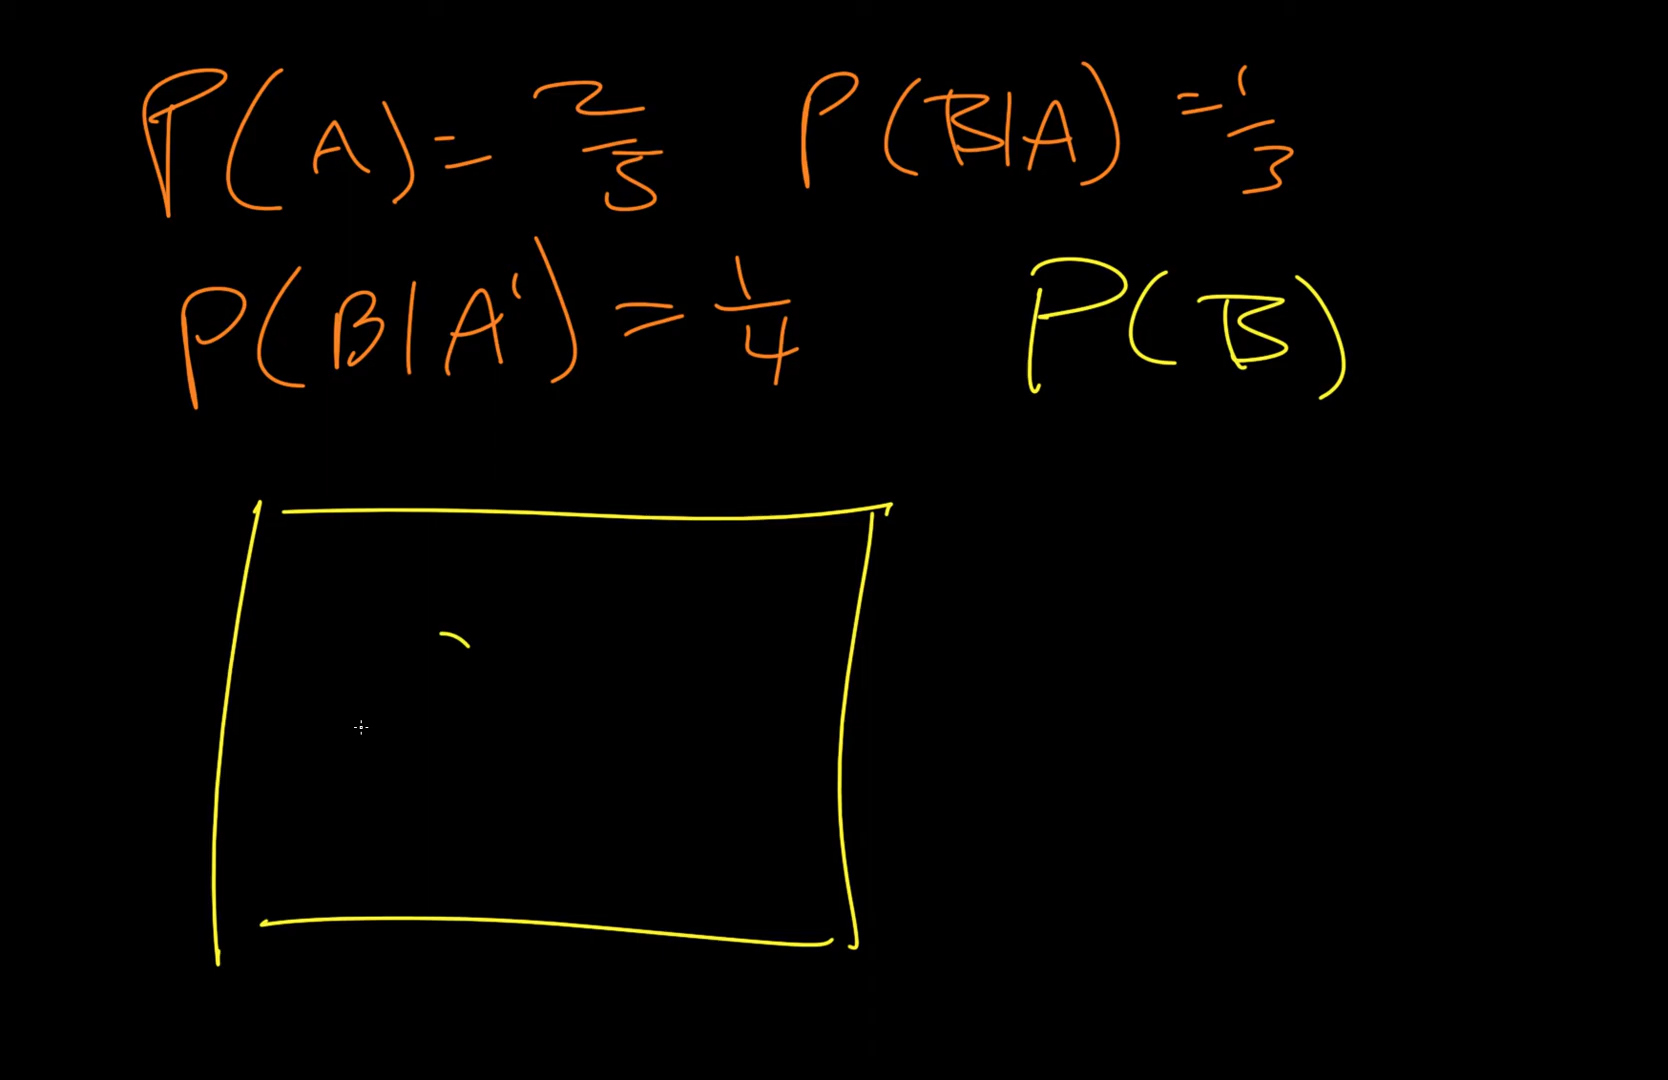 P(A) = 2/5 P(B|A) = 1/3
P(B|A') = 1/4 P(B)